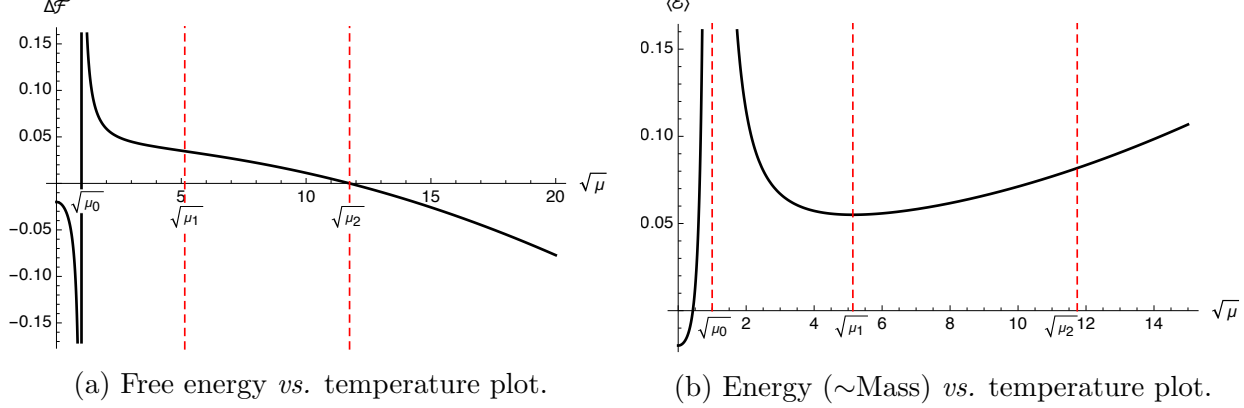 Δ𝓕
0.15
0.10
0.05
5
10
15
20
√μ
√μ₀
√μ₁
√μ₂
−0.05
−0.10
−0.15
(a) Free energy vs. temperature plot.
⟨ℰ⟩
0.15
0.10
0.05
√μ₀
2
4
√μ₁
6
8
10
√μ₂
12
14
√μ
(b) Energy (∼Mass) vs. temperature plot.